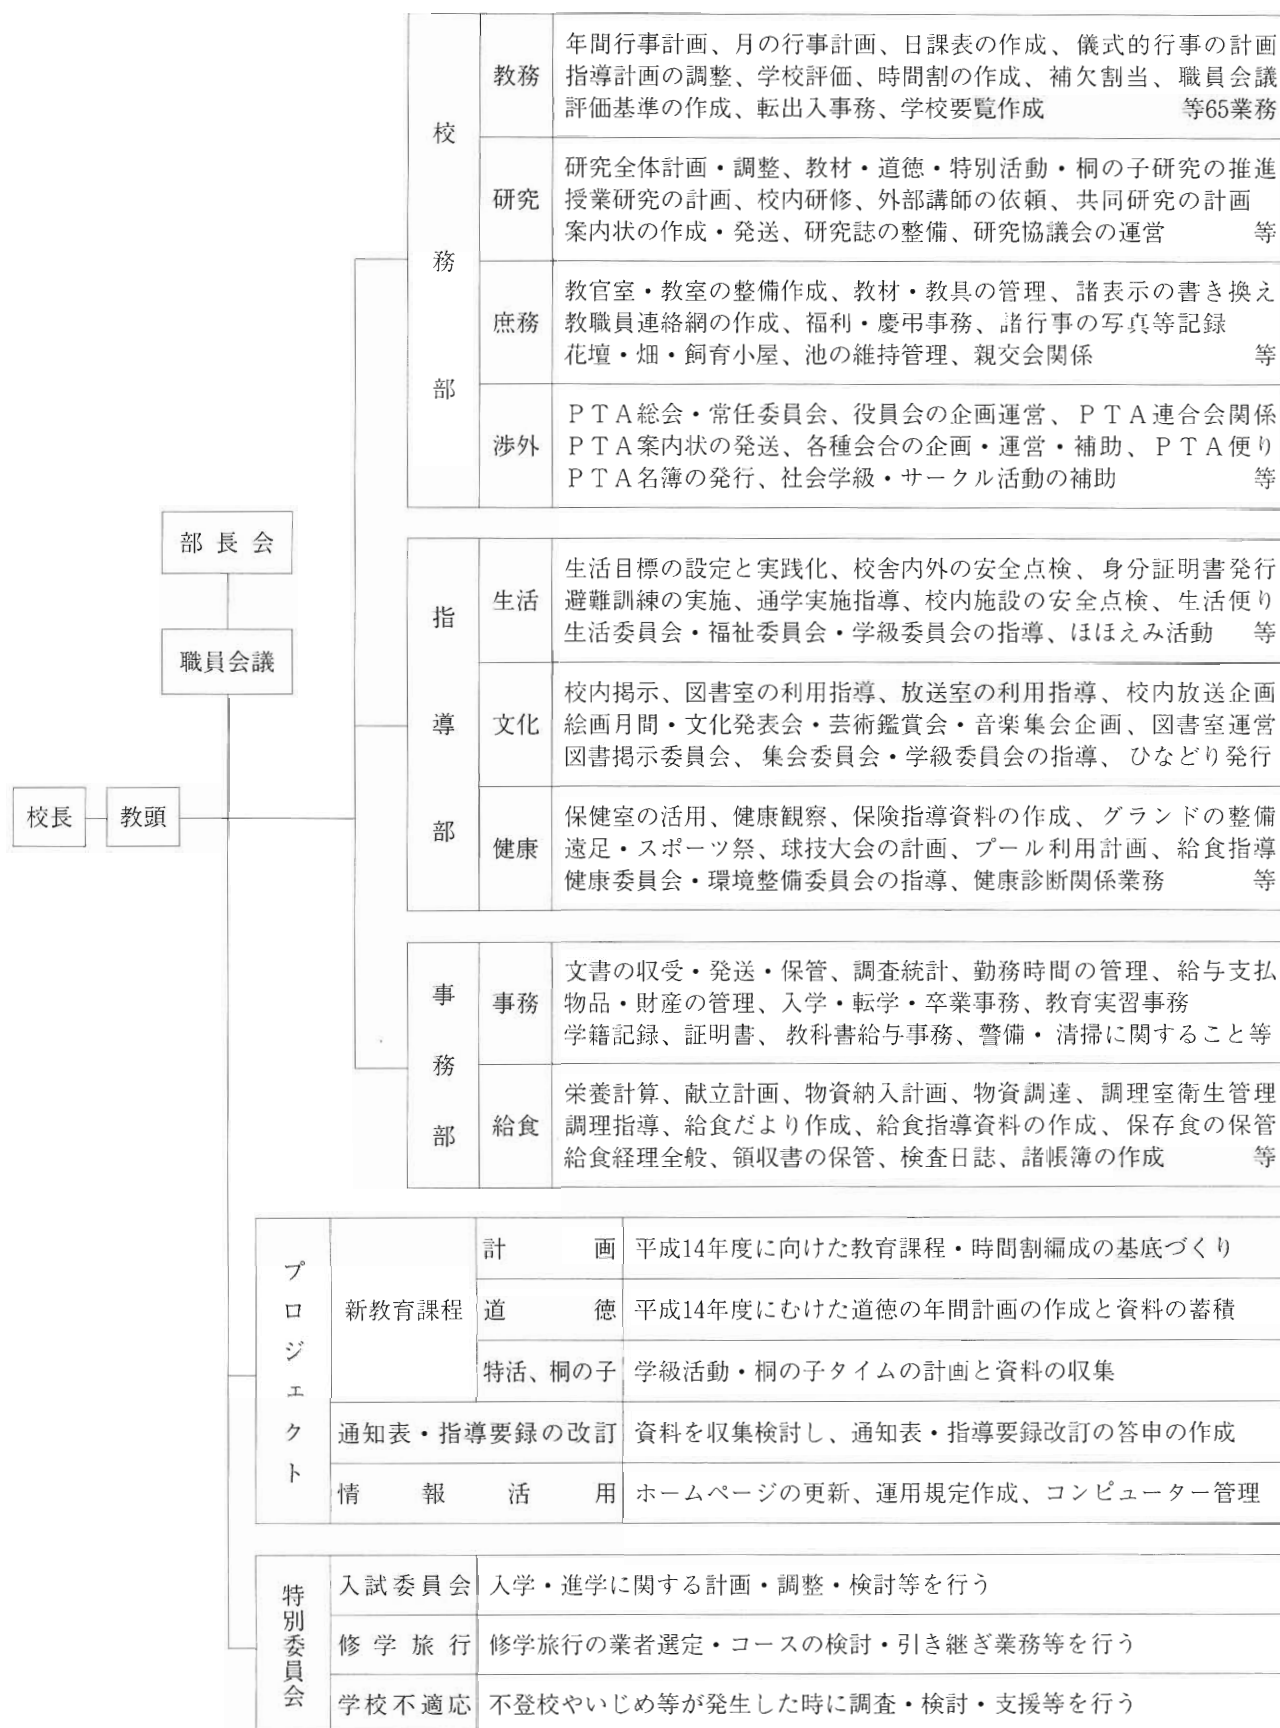 校長
教頭
部長会
職員会議
校務部
教務
年間行事計画、月の行事計画、日課表の作成、儀式的行事の計画
指導計画の調整、学校評価、時間割の作成、補欠割当、職員会議
評価基準の作成、転出入事務、学校要覧作成 等65業務
研究
研究全体計画・調整、教材・道徳・特別活動・桐の子研究の推進
授業研究の計画、校内研修、外部講師の依頼、共同研究の計画
案内状の作成・発送、研究誌の整備、研究協議会の運営 等
庶務
教官室・教室の整備作成、教材・教具の管理、諸表示の書き換え
教職員連絡網の作成、福利・慶弔事務、諸行事の写真等記録
花壇・畑・飼育小屋、池の維持管理、親交会関係 等
渉外
PTA総会・常任委員会、役員会の企画運営、PTA連合会関係
PTA案内状の発送、各種会合の企画・運営・補助、PTA便り
PTA名簿の発行、社会学級・サークル活動の補助 等
指導部
生活
生活目標の設定と実践化、校舎内外の安全点検、身分証明書発行
避難訓練の実施、通学実施指導、校内施設の安全点検、生活便り
生活委員会・福祉委員会・学級委員会の指導、ほほえみ活動 等
文化
校内掲示、図書室の利用指導、放送室の利用指導、校内放送企画
絵画月間・文化発表会・芸術鑑賞会・音楽集会企画、図書室運営
図書掲示委員会、集会委員会・学級委員会の指導、ひなどり発行
健康
保健室の活用、健康観察、保険指導資料の作成、グランドの整備
遠足・スポーツ祭、球技大会の計画、プール利用計画、給食指導
健康委員会・環境整備委員会の指導、健康診断関係業務 等
事務部
事務
文書の収受・発送・保管、調査統計、勤務時間の管理、給与支払
物品・財産の管理、入学・転学・卒業事務、教育実習事務
学籍記録、証明書、教科書給与事務、警備・清掃に関すること等
給食
栄養計算、献立計画、物資納入計画、物資調達、調理室衛生管理
調理指導、給食だより作成、給食指導資料の作成、保存食の保管
給食経理全般、領収書の保管、検査日誌、諸帳簿の作成 等
プロジェクト
新教育課程
計画 平成14年度に向けた教育課程・時間割編成の基底づくり
道徳 平成14年度にむけた道徳の年間計画の作成と資料の蓄積
特活、桐の子 学級活動・桐の子タイムの計画と資料の収集
通知表・指導要録の改訂 資料を収集検討し、通知表・指導要録改訂の答申の作成
情報活用 ホームページの更新、運用規定作成、コンピューター管理
特別委員会
入試委員会 入学・進学に関する計画・調整・検討等を行う
修学旅行 修学旅行の業者選定・コースの検討・引き継ぎ業務等を行う
学校不適応 不登校やいじめ等が発生した時に調査・検討・支援等を行う